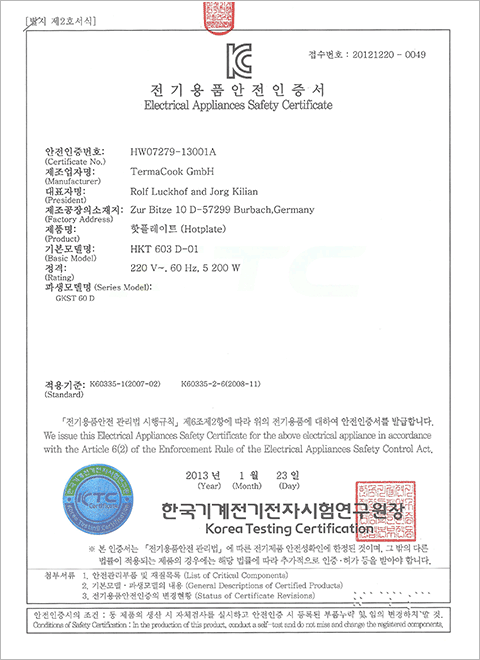 [별지 제2호서식]
접수번호 : 20121220 - 0049
전기용품안전인증서
Electrical Appliances Safety Certificate
안전인증번호: HW07279-13001A
(Certificate No.)
제조업자명: TermaCook GmbH
(Manufacturer)
대표자명: Rolf Luckhof and Jorg Kilian
(President)
제조공장의소재지: Zur Bitze 10 D-57299 Burbach,Germany
(Factory Address)
제품명: 핫플레이트 (Hotplate)
(Product)
기본모델명: HKT 603 D-01
(Basic Model)
정격: 220 V~, 60 Hz, 5 200 W
(Rating)
파생모델명 (Series Model):
GKST 60 D
적용기준: K60335-1(2007-02) K60335-2-6(2008-11)
(Standard)
「전기용품안전 관리법 시행규칙」 제6조제2항에 따라 위의 전기용품에 대하여 안전인증서를 발급합니다.
We issue this Electrical Appliances Safety Certificate for the above electrical appliance in accordance
with the Article 6(2) of the Enforcement Rule of the Electrical Appliances Safety Control Act.
2013 년 1 월 23 일
(Year) (Month) (Day)
KTC
한국기계전기전자시험연구원장
Korea Testing Certification
※ 본 인증서는 「전기용품안전 관리법」에 따른 전기제품 안전성확인에 한정된 것이며, 그 밖의 다른
법률이 적용되는 제품의 경우에는 해당 법률에 따라 추가적으로 인증·허가 등을 받아야 합니다.
첨부서류 1. 안전관리부품 및 재질목록 (List of Critical Components)
2. 기본모델·파생모델의 내용 (General Descriptions of Certified Products)
3. 전기용품안전인증의 변경현황 (Status of Certificate Revisions)
안전인증시의 조건 : 동 제품의 생산 시 자체검사를 실시하고 안전인증 시 등록된 부품누락 및 임의 변경하지 말 것.
Conditions of Safety Certification : In the production of this product, conduct a self-test and do not miss and change the registered components.